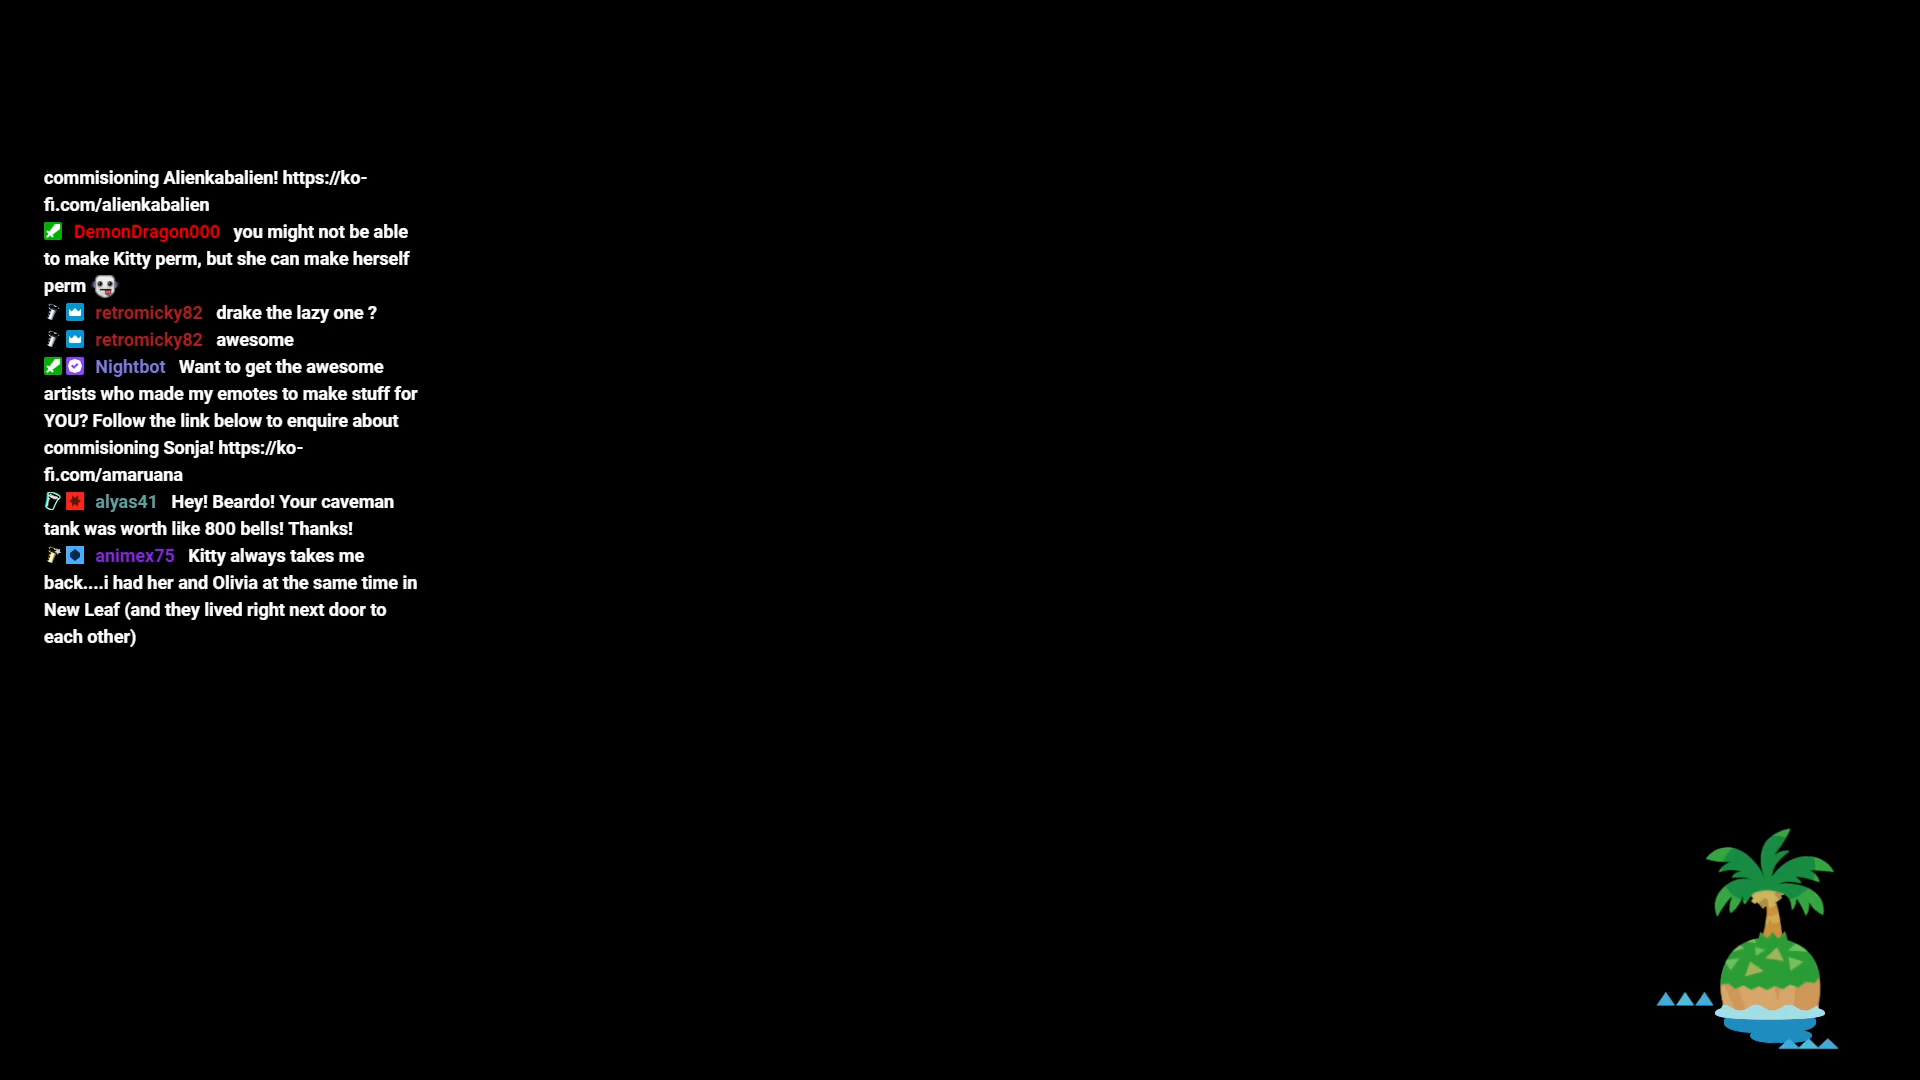 commisioning Alienkabalien! https://ko-
fi.com/alienkabalien
DemonDragon000 you might not be able
to make Kitty perm, but she can make herself
perm
retromicky82 drake the lazy one ?
retromicky82 awesome
Nightbot Want to get the awesome
artists who made my emotes to make stuff for
YOU? Follow the link below to enquire about
commisioning Sonja! https://ko-
fi.com/amaruana
alyas41 Hey! Beardo! Your caveman
tank was worth like 800 bells! Thanks!
animex75 Kitty always takes me
back....i had her and Olivia at the same time in
New Leaf (and they lived right next door to
each other)